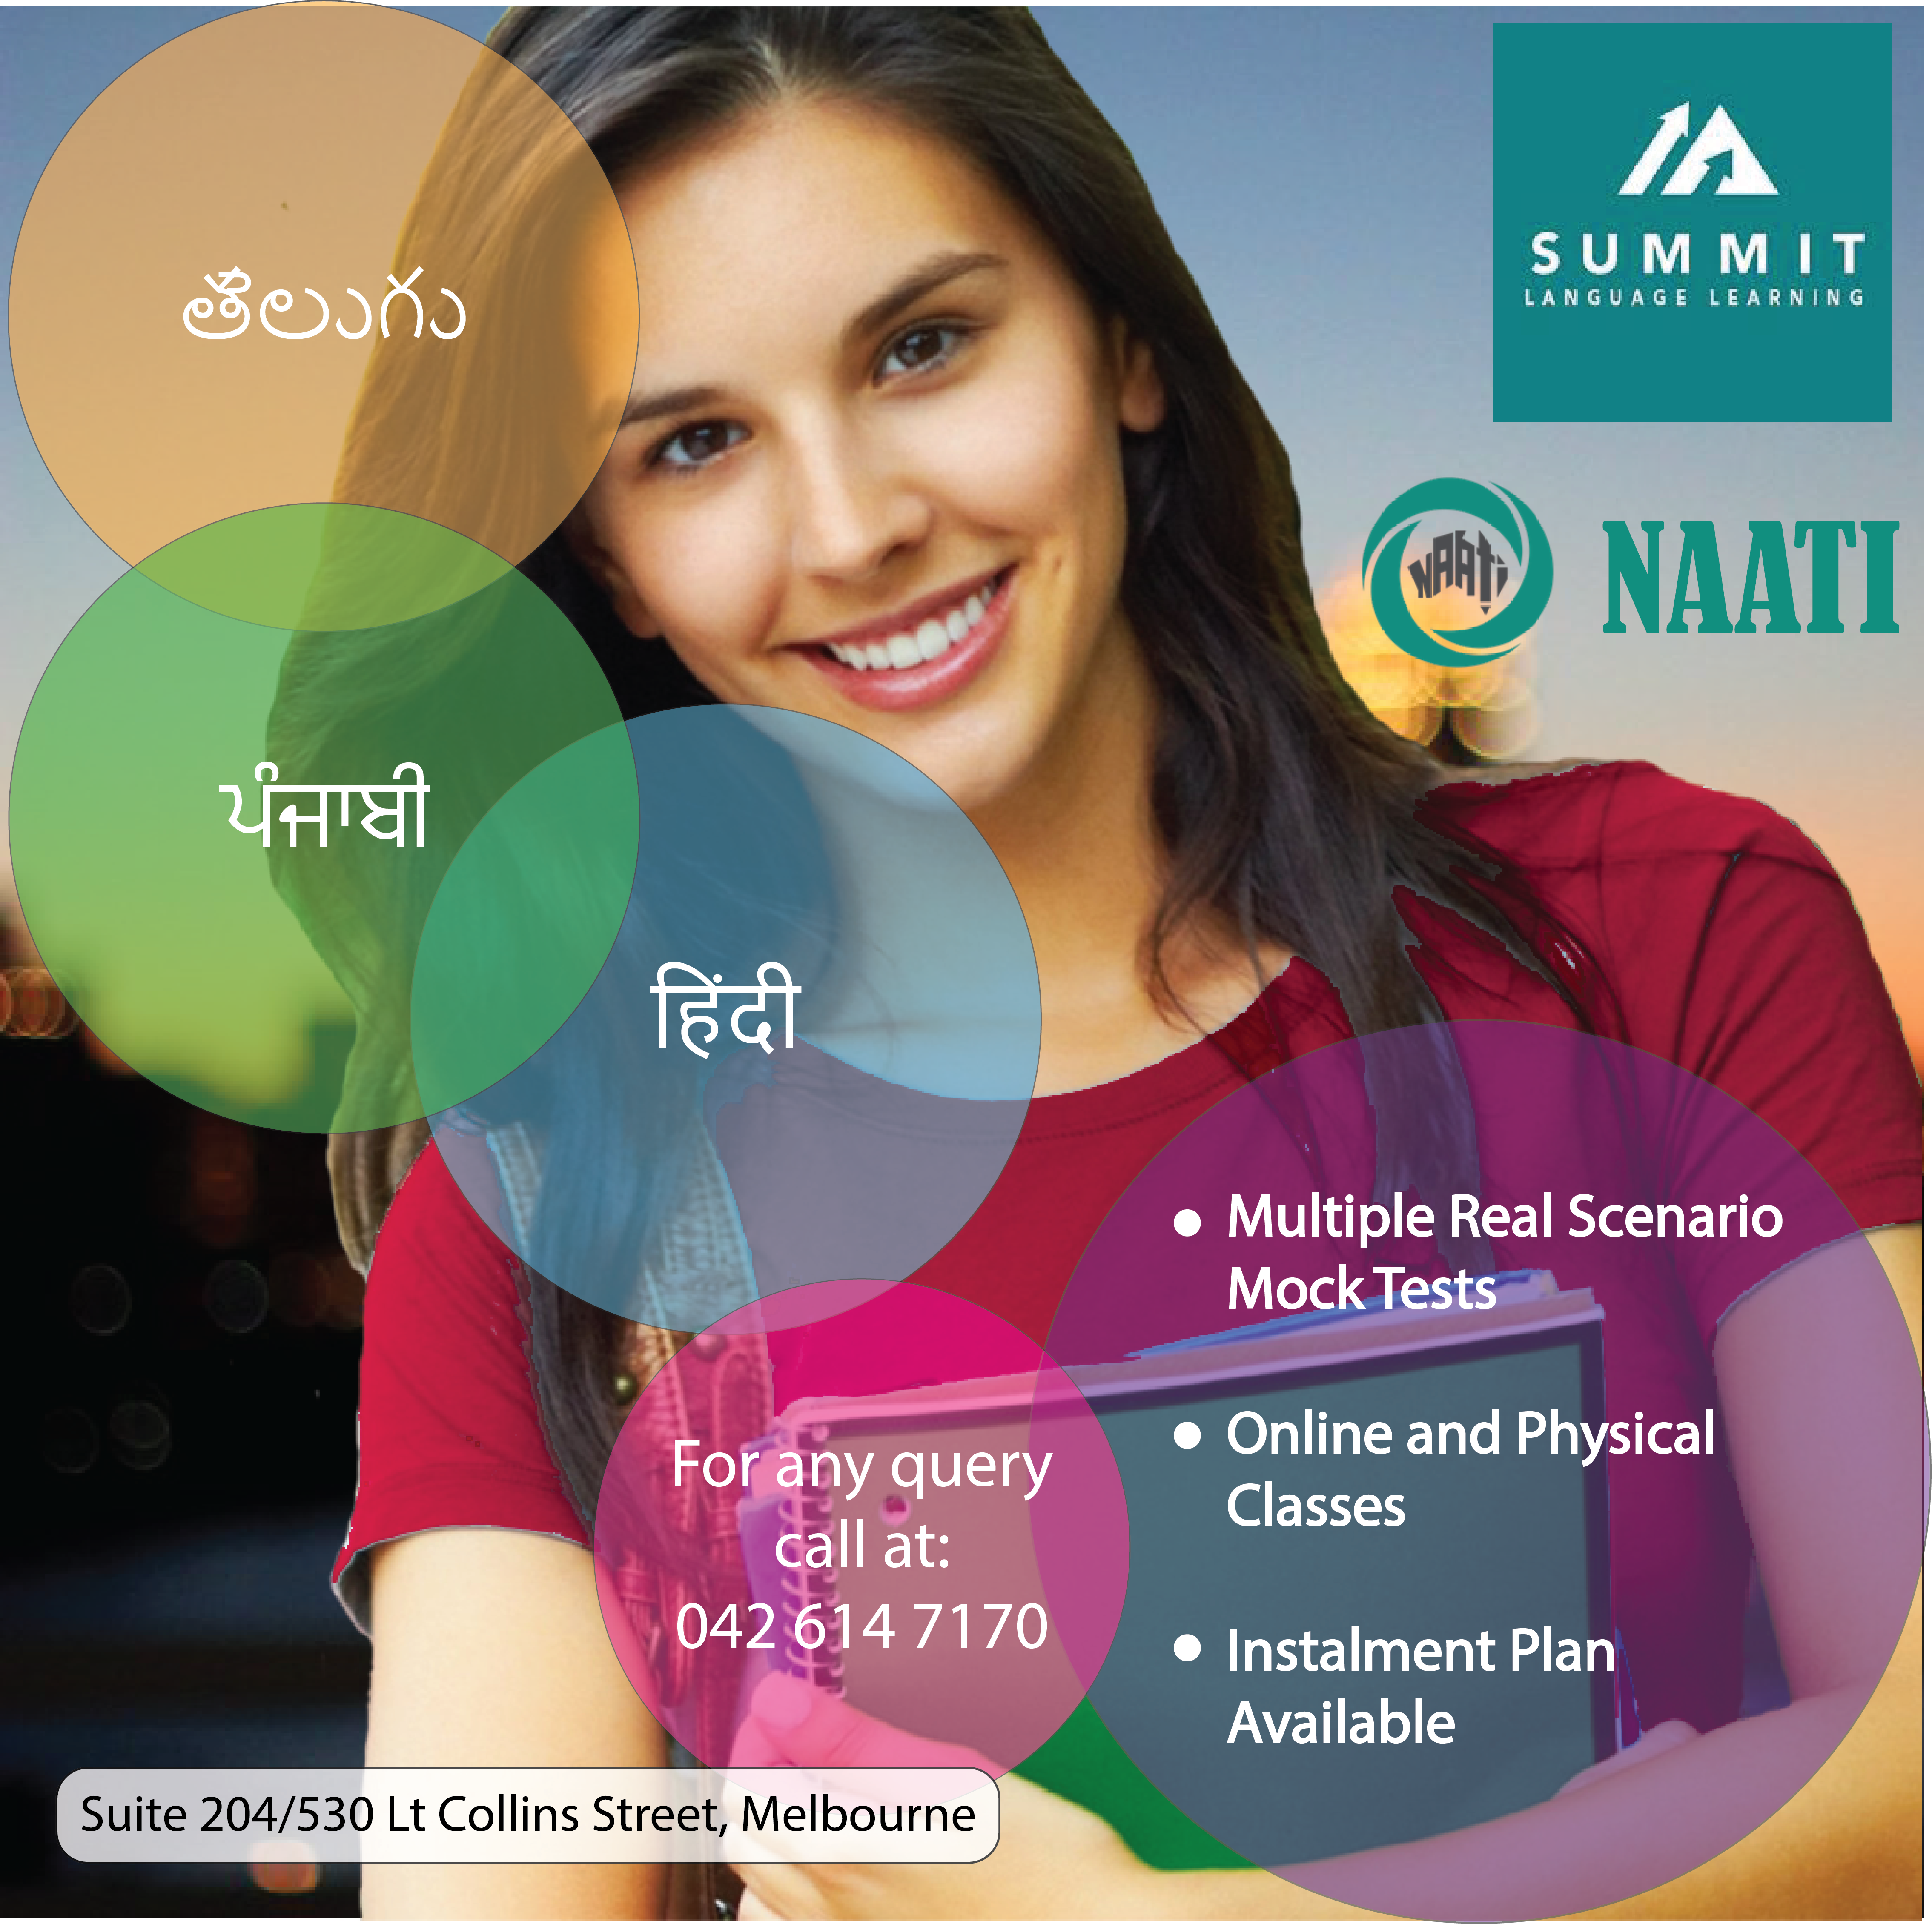 తెలుగు
ਪੰਜਾਬੀ
हिंदी
SUMMIT
LANGUAGE LEARNING
NAATI
NAATI
● Multiple Real Scenario
Mock Tests
● Online and Physical
Classes
● Instalment Plan
Available
For any query
call at:
042 614 7170
Suite 204/530 Lt Collins Street, Melbourne